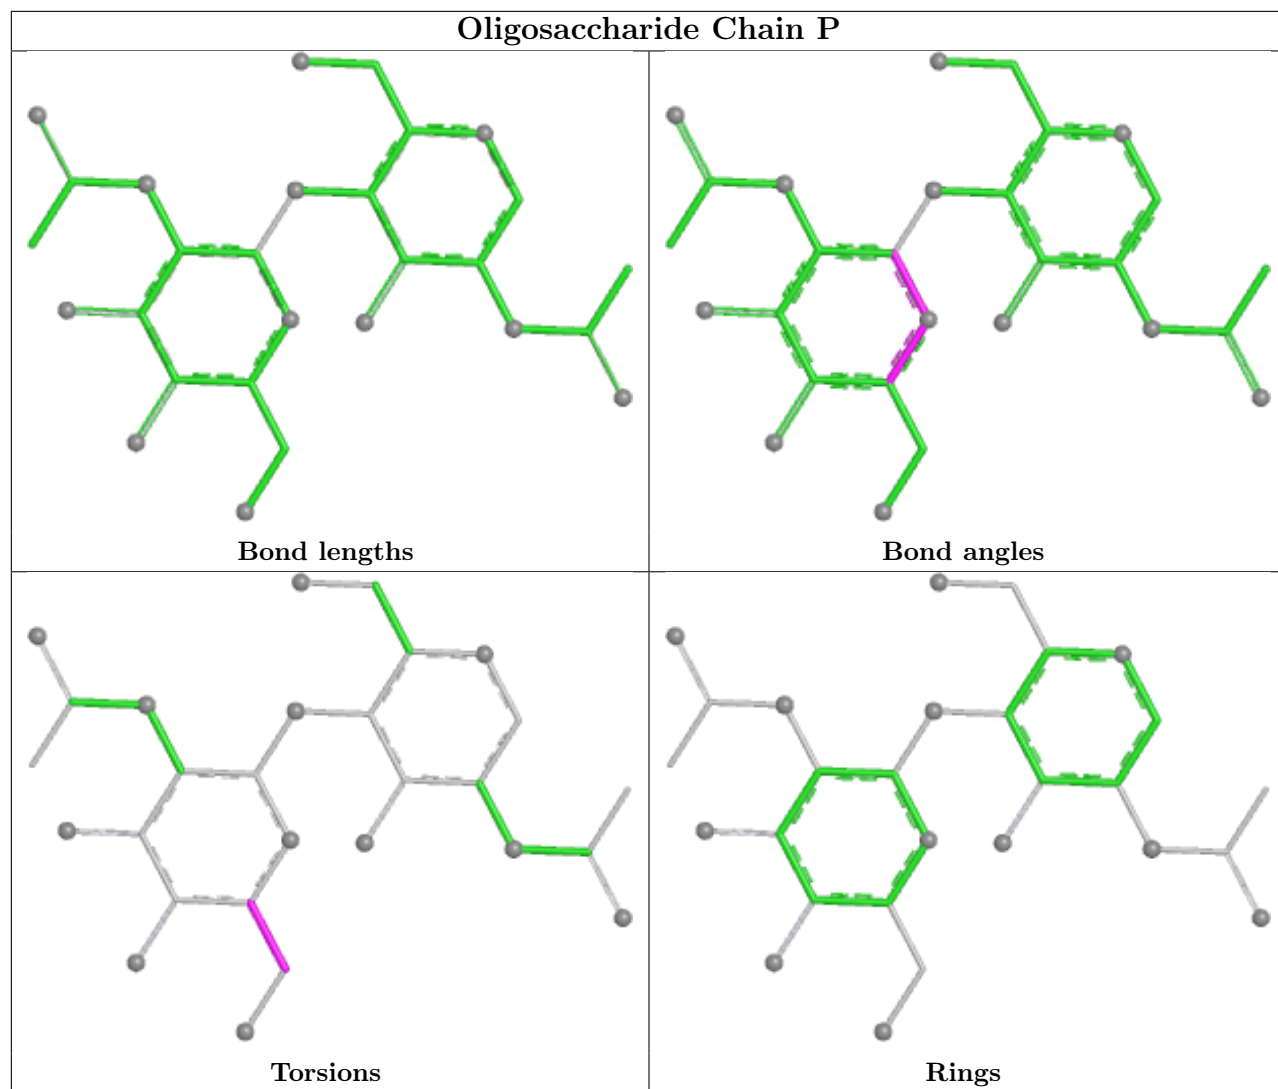 Oligosaccharide Chain P
Bond lengths
Bond angles
Torsions
Rings